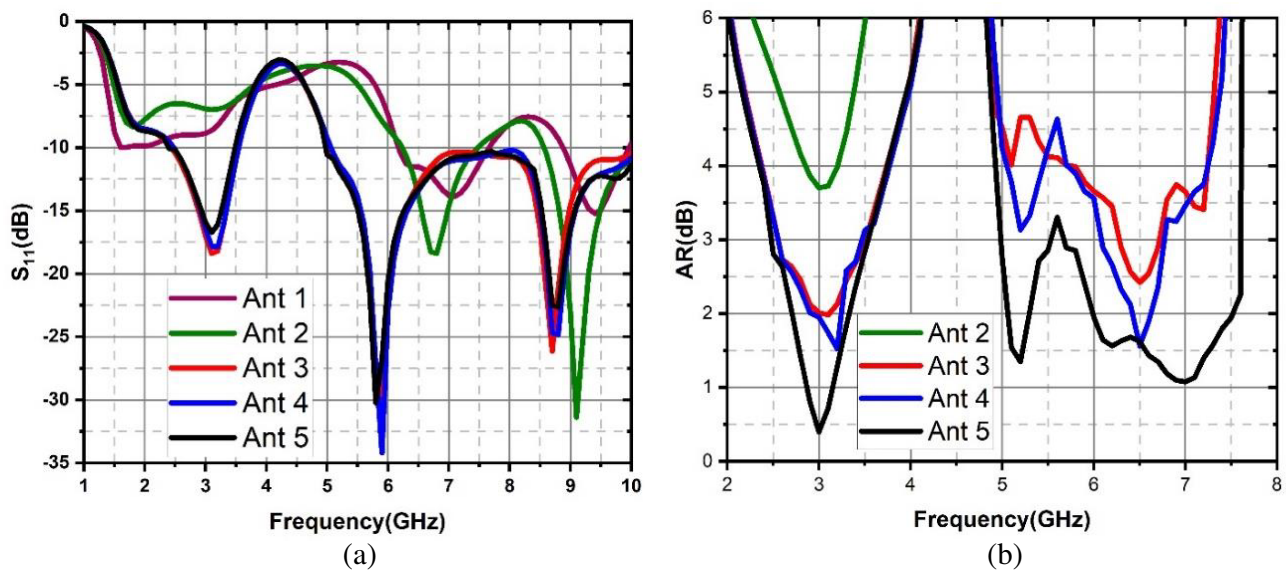 0
-5
-10
-15
-20
-25
-30
-35
S11(dB)
Ant 1
Ant 2
Ant 3
Ant 4
Ant 5
1 2 3 4 5 6 7 8 9 10
Frequency(GHz)
(a)
6
5
4
3
2
1
0
AR(dB)
Ant 2
Ant 3
Ant 4
Ant 5
2 3 4 5 6 7 8
Frequency(GHz)
(b)